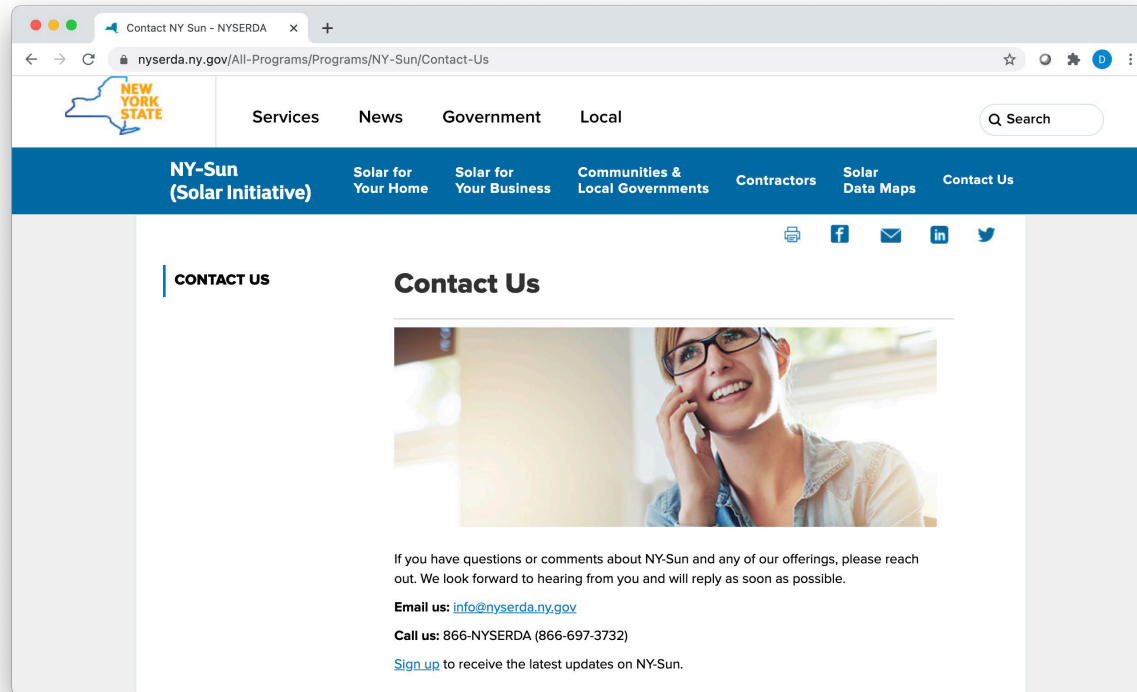 Contact NY Sun - NYSERDA
nyserda.ny.gov/All-Programs/Programs/NY-Sun/Contact-Us
D
NEW
YORK
STATE
Services News Government Local
Search
NY-Sun
(Solar Initiative)
Solar for
Your Home
Solar for
Your Business
Communities &
Local Governments
Contractors
Solar
Data Maps
Contact Us
CONTACT US
Contact Us
If you have questions or comments about NY-Sun and any of our offerings, please reach
out. We look forward to hearing from you and will reply as soon as possible.
Email us: info@nyserda.ny.gov
Call us: 866-NYSERDA (866-697-3732)
Sign up to receive the latest updates on NY-Sun.